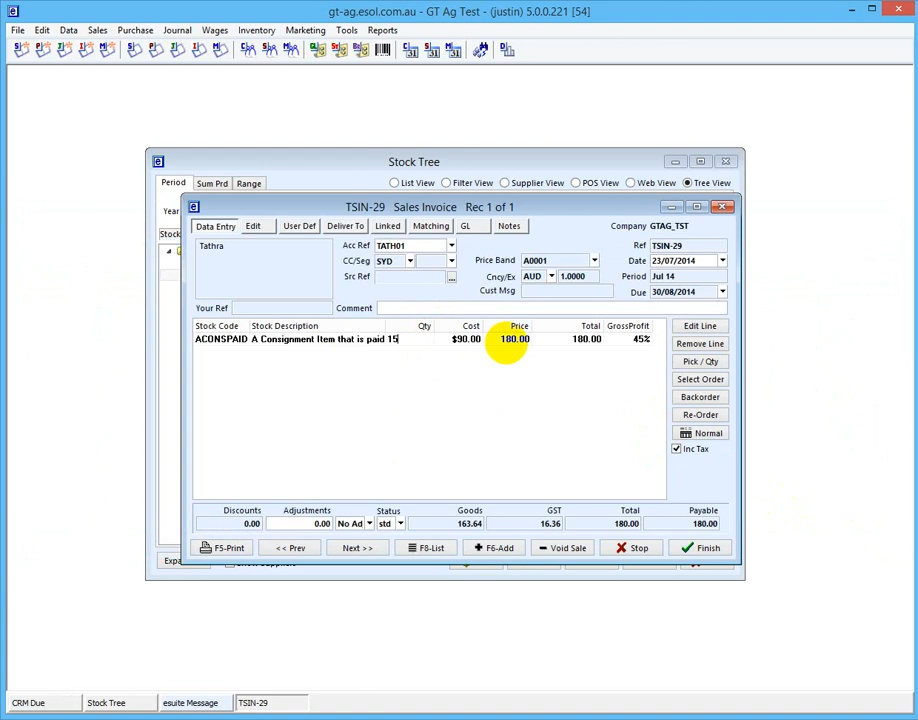 gt-ag.esol.com.au - GT Ag Test - (justin) 5.0.0.221 [54]
File Edit Data Sales Purchase Journal Wages Inventory Marketing Tools Reports
Stock Tree
Period Sum Prd Range List View Filter View Supplier View POS View Web View Tree View
Year
Stock
TSIN-29 Sales Invoice Rec 1 of 1
Data Entry Edit User Def Deliver To Linked Matching GL Notes Company GTAG_TST
Tathra Acc Ref TATH01 Ref TSIN-29
CC/Seg SYD Price Band A0001 Date 23/07/2014
Src Ref ... Cncy/Ex AUD 1.0000 Period Jul 14
Cust Msg Due 30/08/2014
Your Ref Comment
Stock Code Stock Description Qty Cost Price Total GrossProfit
ACONSPAID A Consignment Item that is paid 15 $90.00 180.00 180.00 45%
Edit Line
Remove Line
Pick / Qty
Select Order
Backorder
Re-Order
Normal
Inc Tax
Discounts Adjustments Status Goods GST Total Payable
0.00 0.00 No Ad std 163.64 16.36 180.00 180.00
F5-Print << Prev Next >> F8-List F6-Add Void Sale Stop Finish
Expa
CRM Due Stock Tree esuite Message TSIN-29